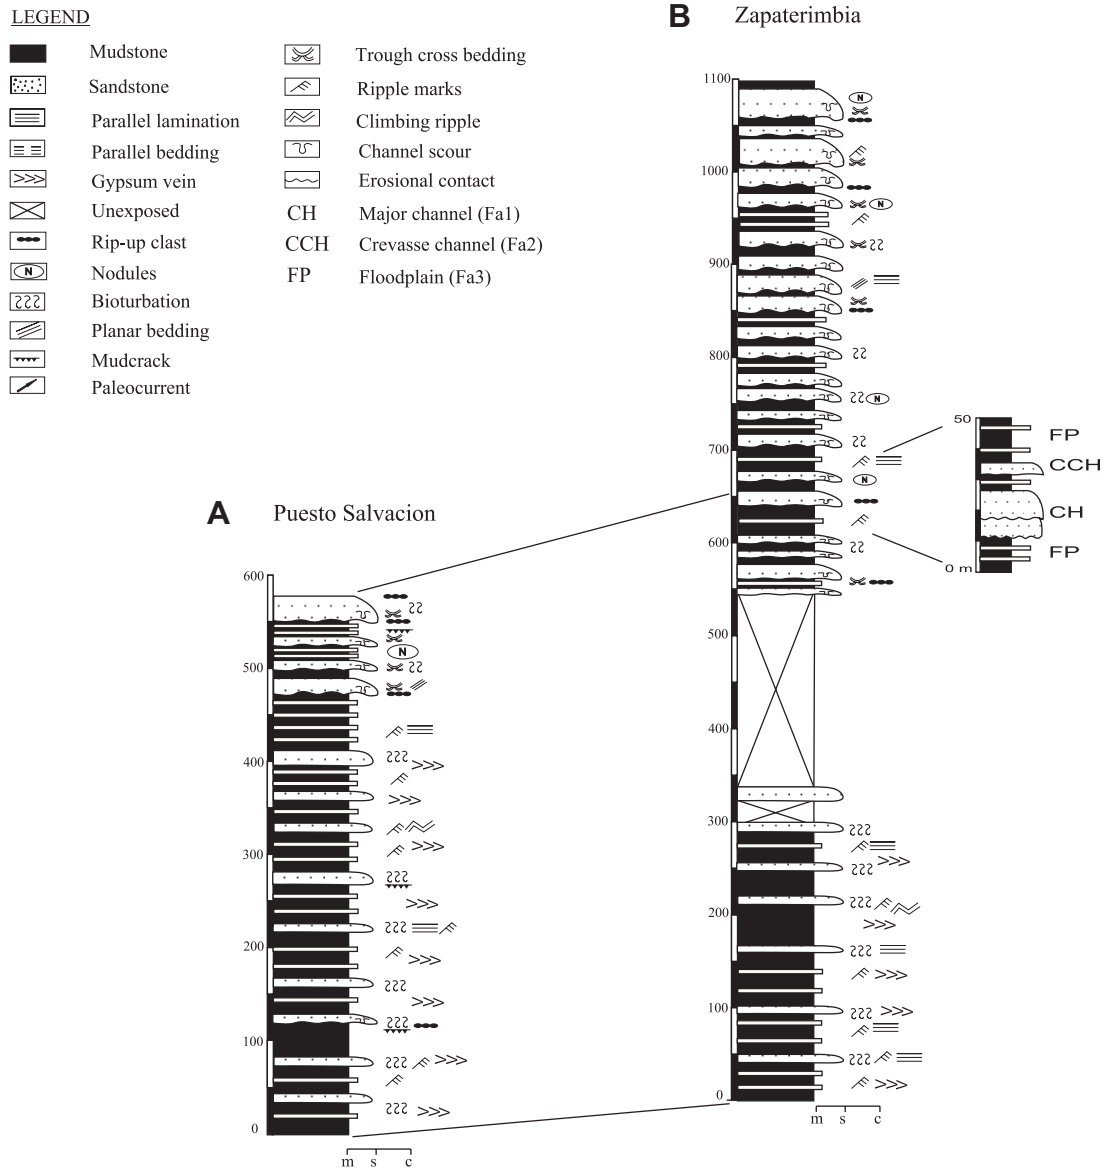 LEGEND
Mudstone
Sandstone
Parallel lamination
Parallel bedding
Gypsum vein
Unexposed
Rip-up clast
N Nodules
Bioturbation
Planar bedding
Mudcrack
Paleocurrent
Trough cross bedding
Ripple marks
Climbing ripple
Channel scour
Erosional contact
CH Major channel (Fa1)
CCH Crevasse channel (Fa2)
FP Floodplain (Fa3)
A Puesto Salvacion
600
500
N
400
300
200
100
0
m s c
B Zapaterimbia
1100
N
1000
N
900
800
N
700
N
600
500
400
300
200
100
0
m s c
50
FP
CCH
CH
FP
0 m